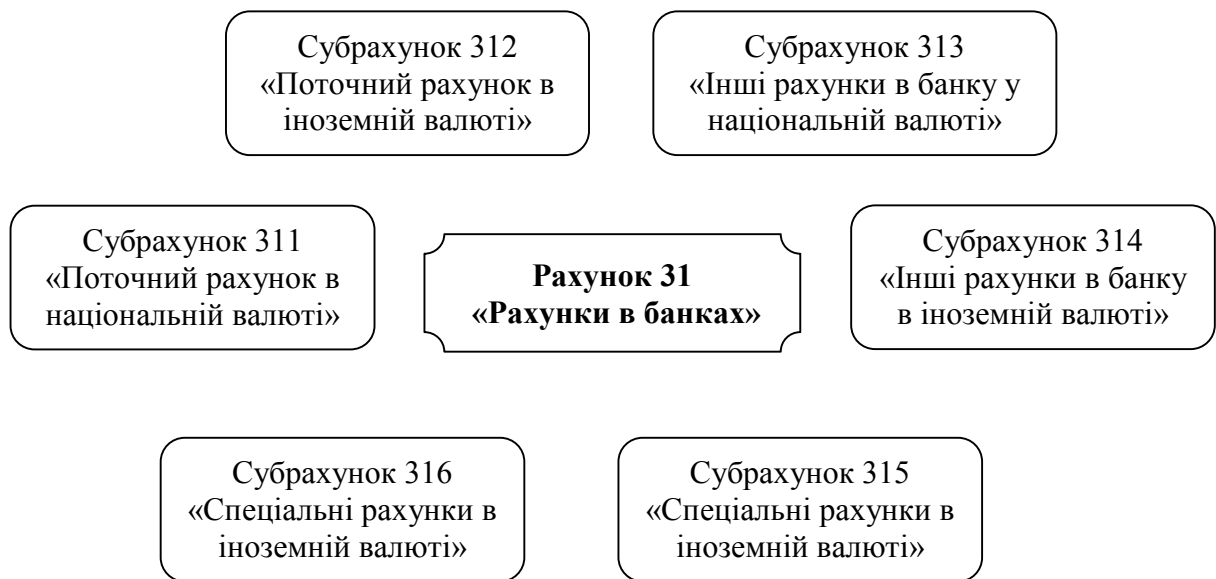 Субрахунок 312
«Поточний рахунок в
іноземній валюті»
Субрахунок 313
«Інші рахунки в банку у
національній валюті»
Субрахунок 311
«Поточний рахунок в
національній валюті»
Рахунок 31
«Рахунки в банках»
Субрахунок 314
«Інші рахунки в банку
в іноземній валюті»
Субрахунок 316
«Спеціальні рахунки в
іноземній валюті»
Субрахунок 315
«Спеціальні рахунки в
іноземній валюті»